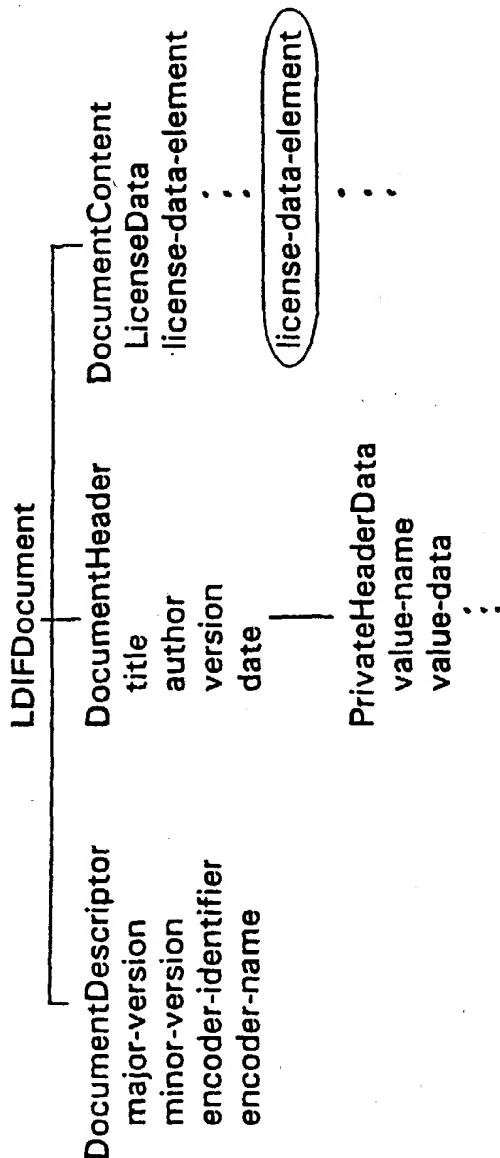 LDIFDocument
DocumentDescriptor
major-version
minor-version
encoder-identifier
encoder-name
DocumentHeader
title
author
version
date
PrivateHeaderData
value-name
value-data
DocumentContent
LicenseData
license-data-element
license-data-element